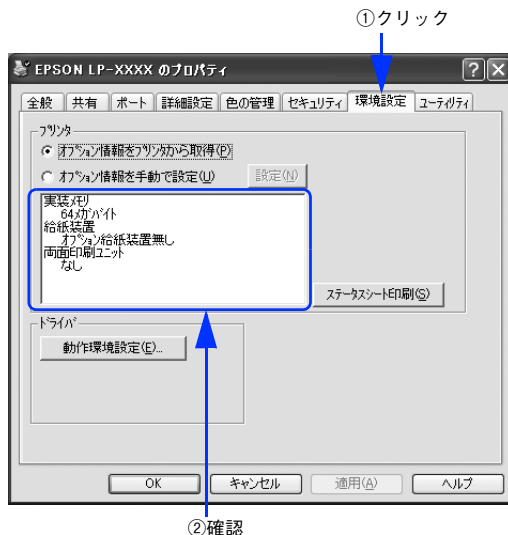 ①クリック
EPSON LP-XXXX のプロパティ
全般 共有 ポート 詳細設定 色の管理 セキュリティ 環境設定 ユーティリティ
プリンタ
オプション情報をプリンタから取得(P)
オプション情報を手動で設定(U) 設定(N)
実装メモリ
64メガバイト
給紙装置
オプション給紙装置無し
両面印刷ユニット
なし
ステータスシート印刷(S)
ドライバ
動作環境設定(E)...
OK キャンセル 適用(A) ヘルプ
②確認